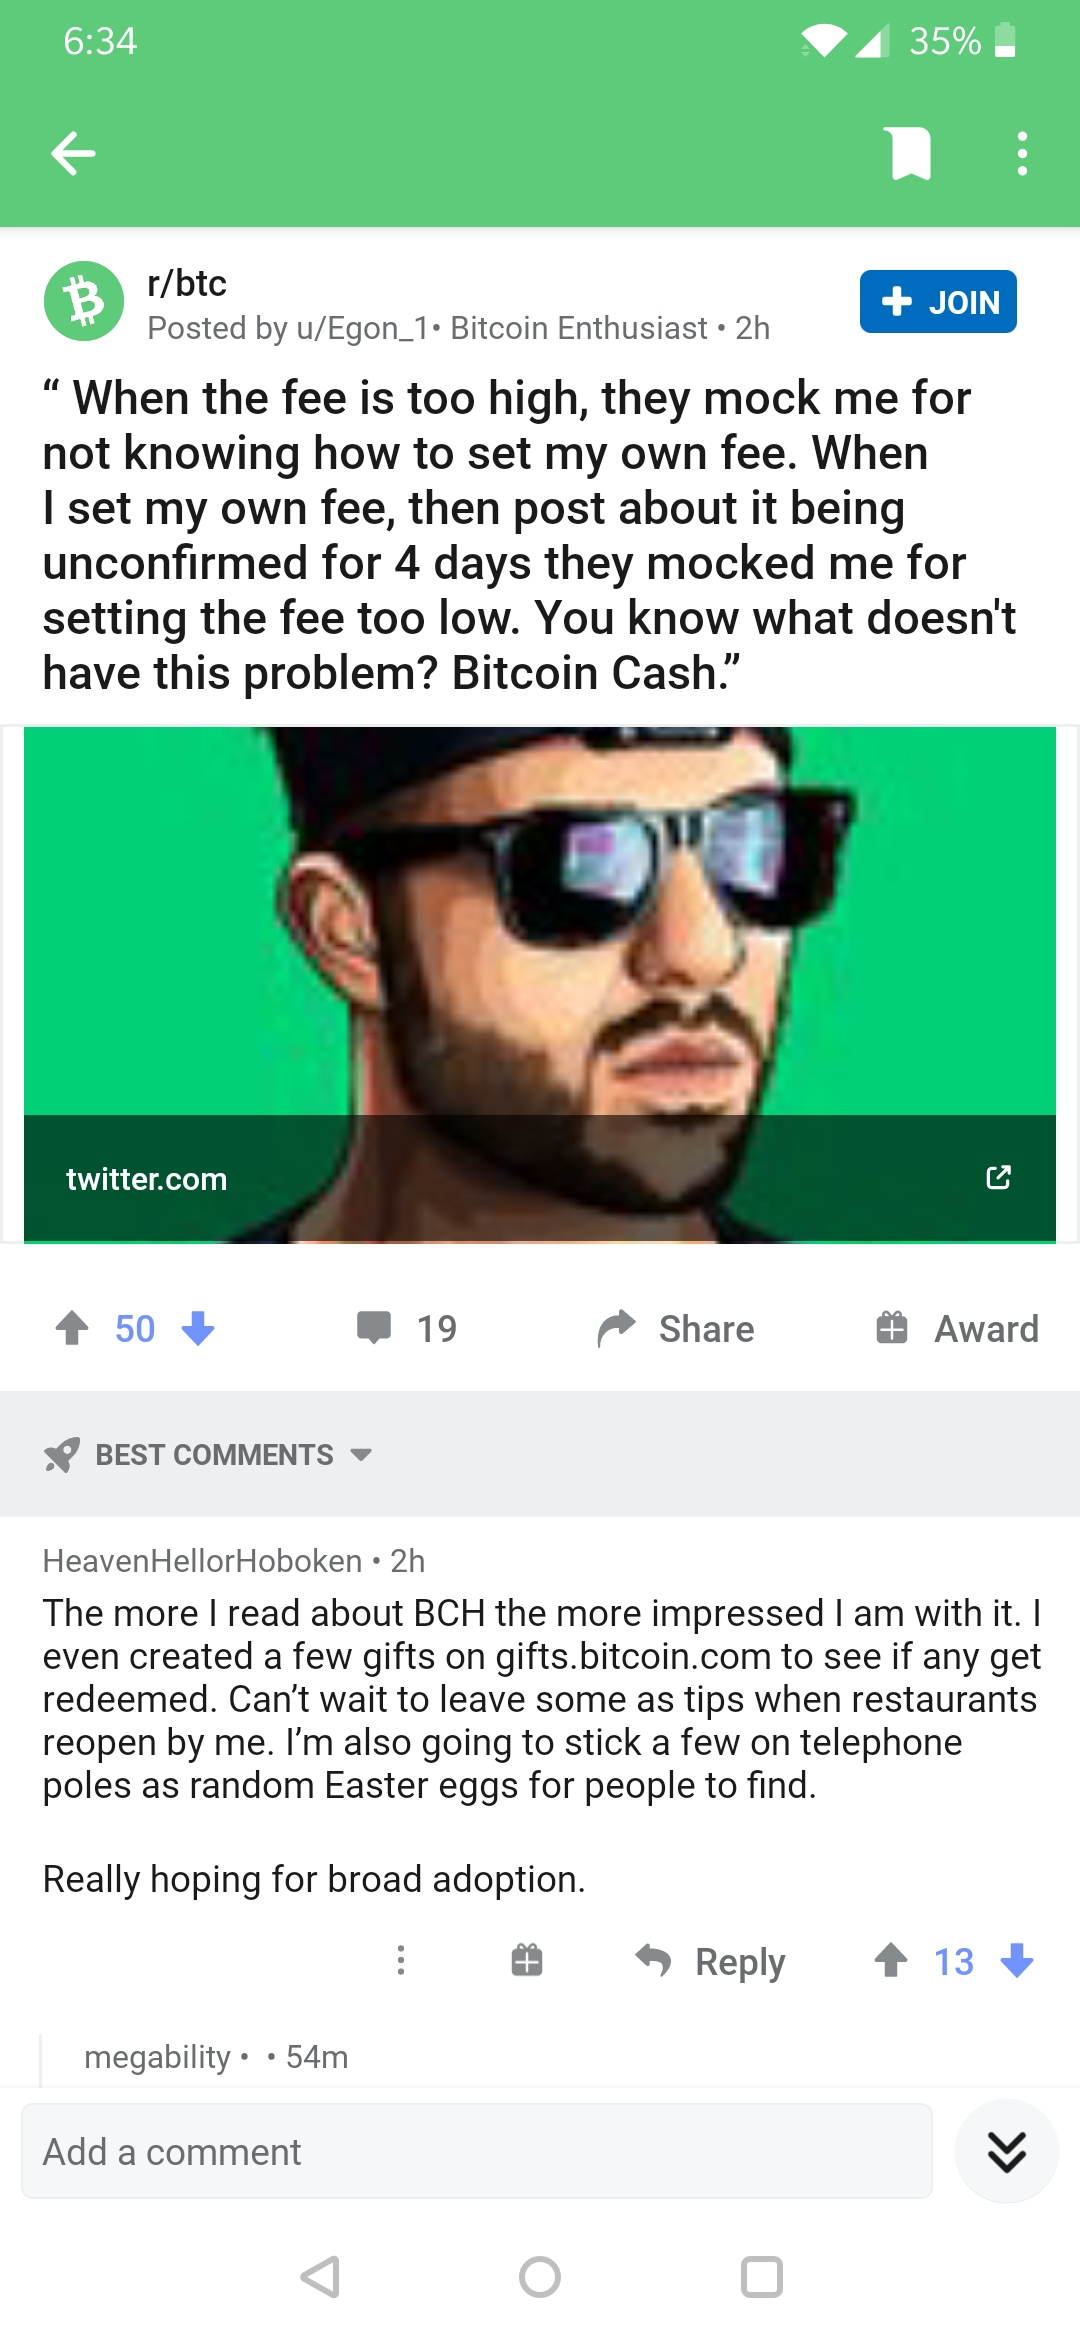 6:34
35%
r/btc
Posted by u/Egon_1• Bitcoin Enthusiast • 2h
+ JOIN
“ When the fee is too high, they mock me for
not knowing how to set my own fee. When
I set my own fee, then post about it being
unconfirmed for 4 days they mocked me for
setting the fee too low. You know what doesn't
have this problem? Bitcoin Cash.”
twitter.com
50
19
Share
Award
BEST COMMENTS
HeavenHellorHoboken • 2h
The more I read about BCH the more impressed I am with it. I
even created a few gifts on gifts.bitcoin.com to see if any get
redeemed. Can’t wait to leave some as tips when restaurants
reopen by me. I’m also going to stick a few on telephone
poles as random Easter eggs for people to find.
Really hoping for broad adoption.
Reply
13
megability • • 54m
Add a comment